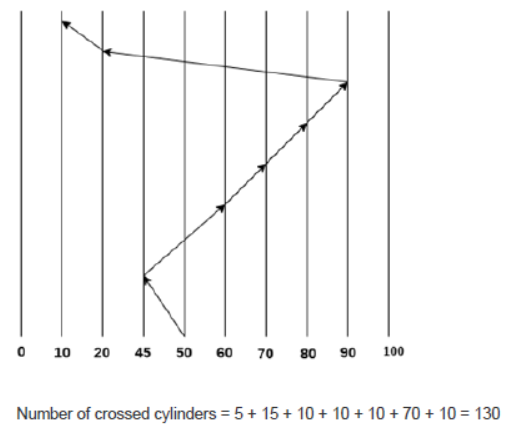 0 10 20 45 50 60 70 80 90 100
Number of crossed cylinders = 5 + 15 + 10 + 10 + 10 + 70 + 10 = 130